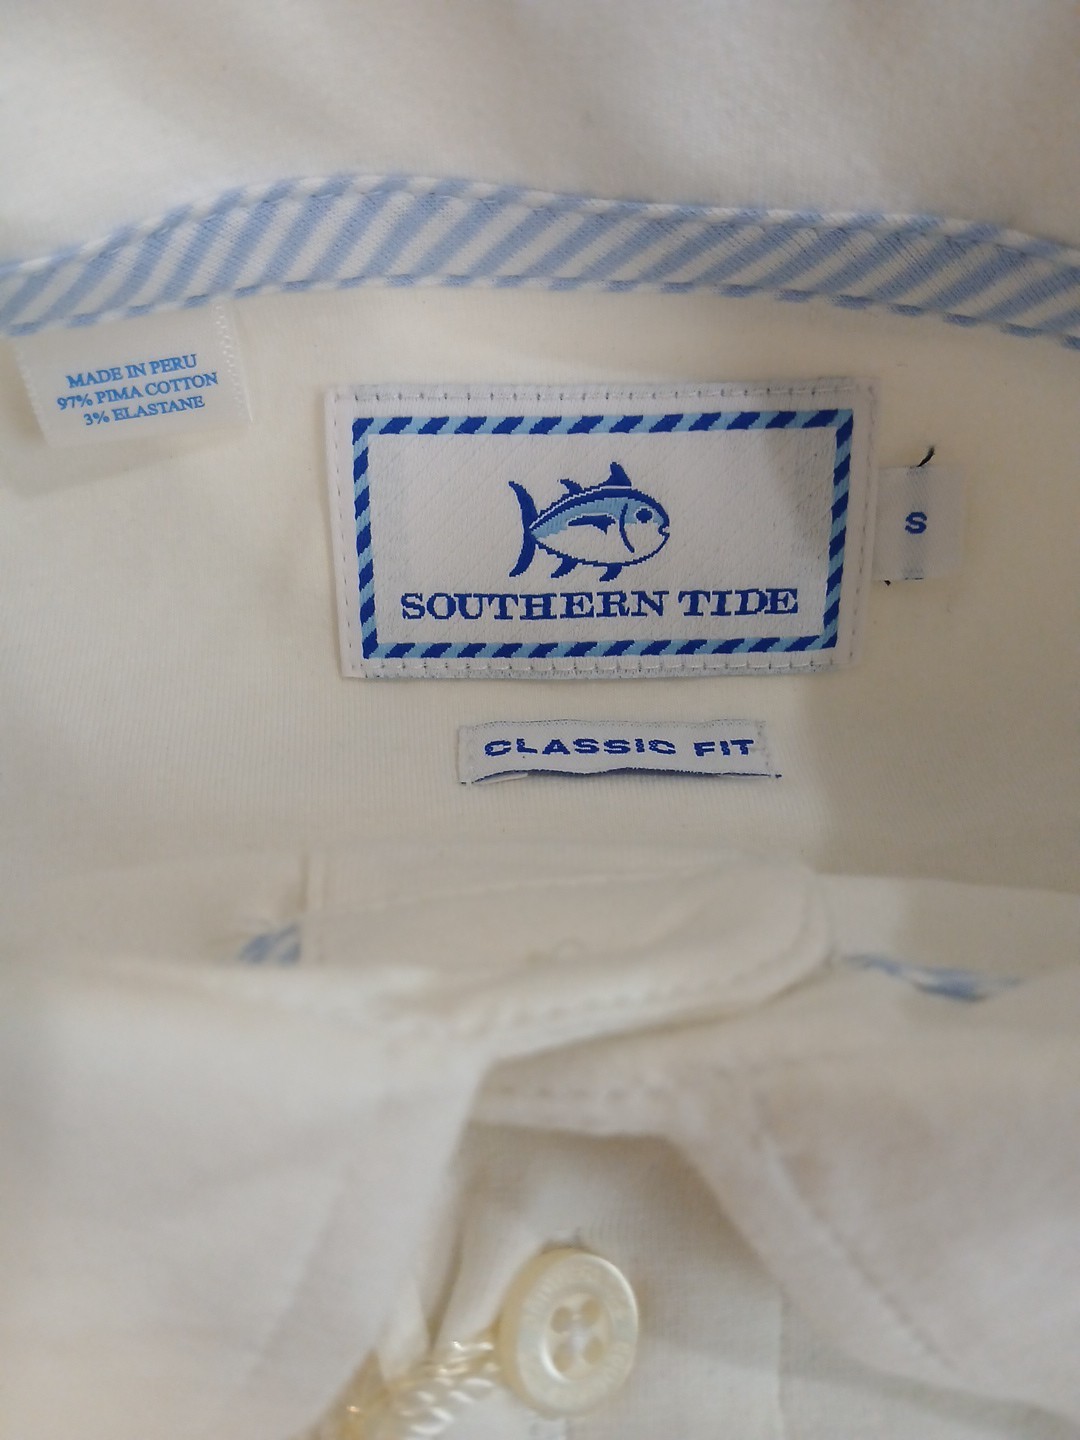 MADE IN PERU
97% PIMA COTTON
3% ELASTANE
SOUTHERN TIDE
S
CLASSIC FIT